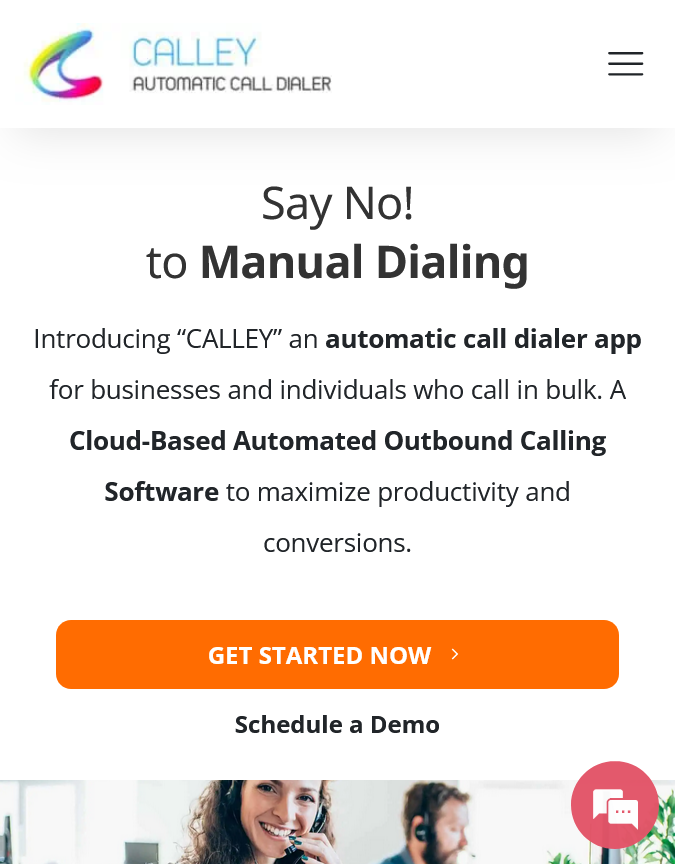 CALLEY
AUTOMATIC CALL DIALER
Say No!
to Manual Dialing
Introducing “CALLEY” an automatic call dialer app
for businesses and individuals who call in bulk. A
Cloud-Based Automated Outbound Calling
Software to maximize productivity and
conversions.
GET STARTED NOW
Schedule a Demo